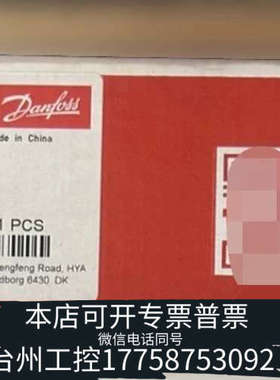 Danfoss
de in China
1 PCS
engfeng Road, HYA
dborg 6430, DK
本店可开专票普票
微信电话同号
台州工控17758753092